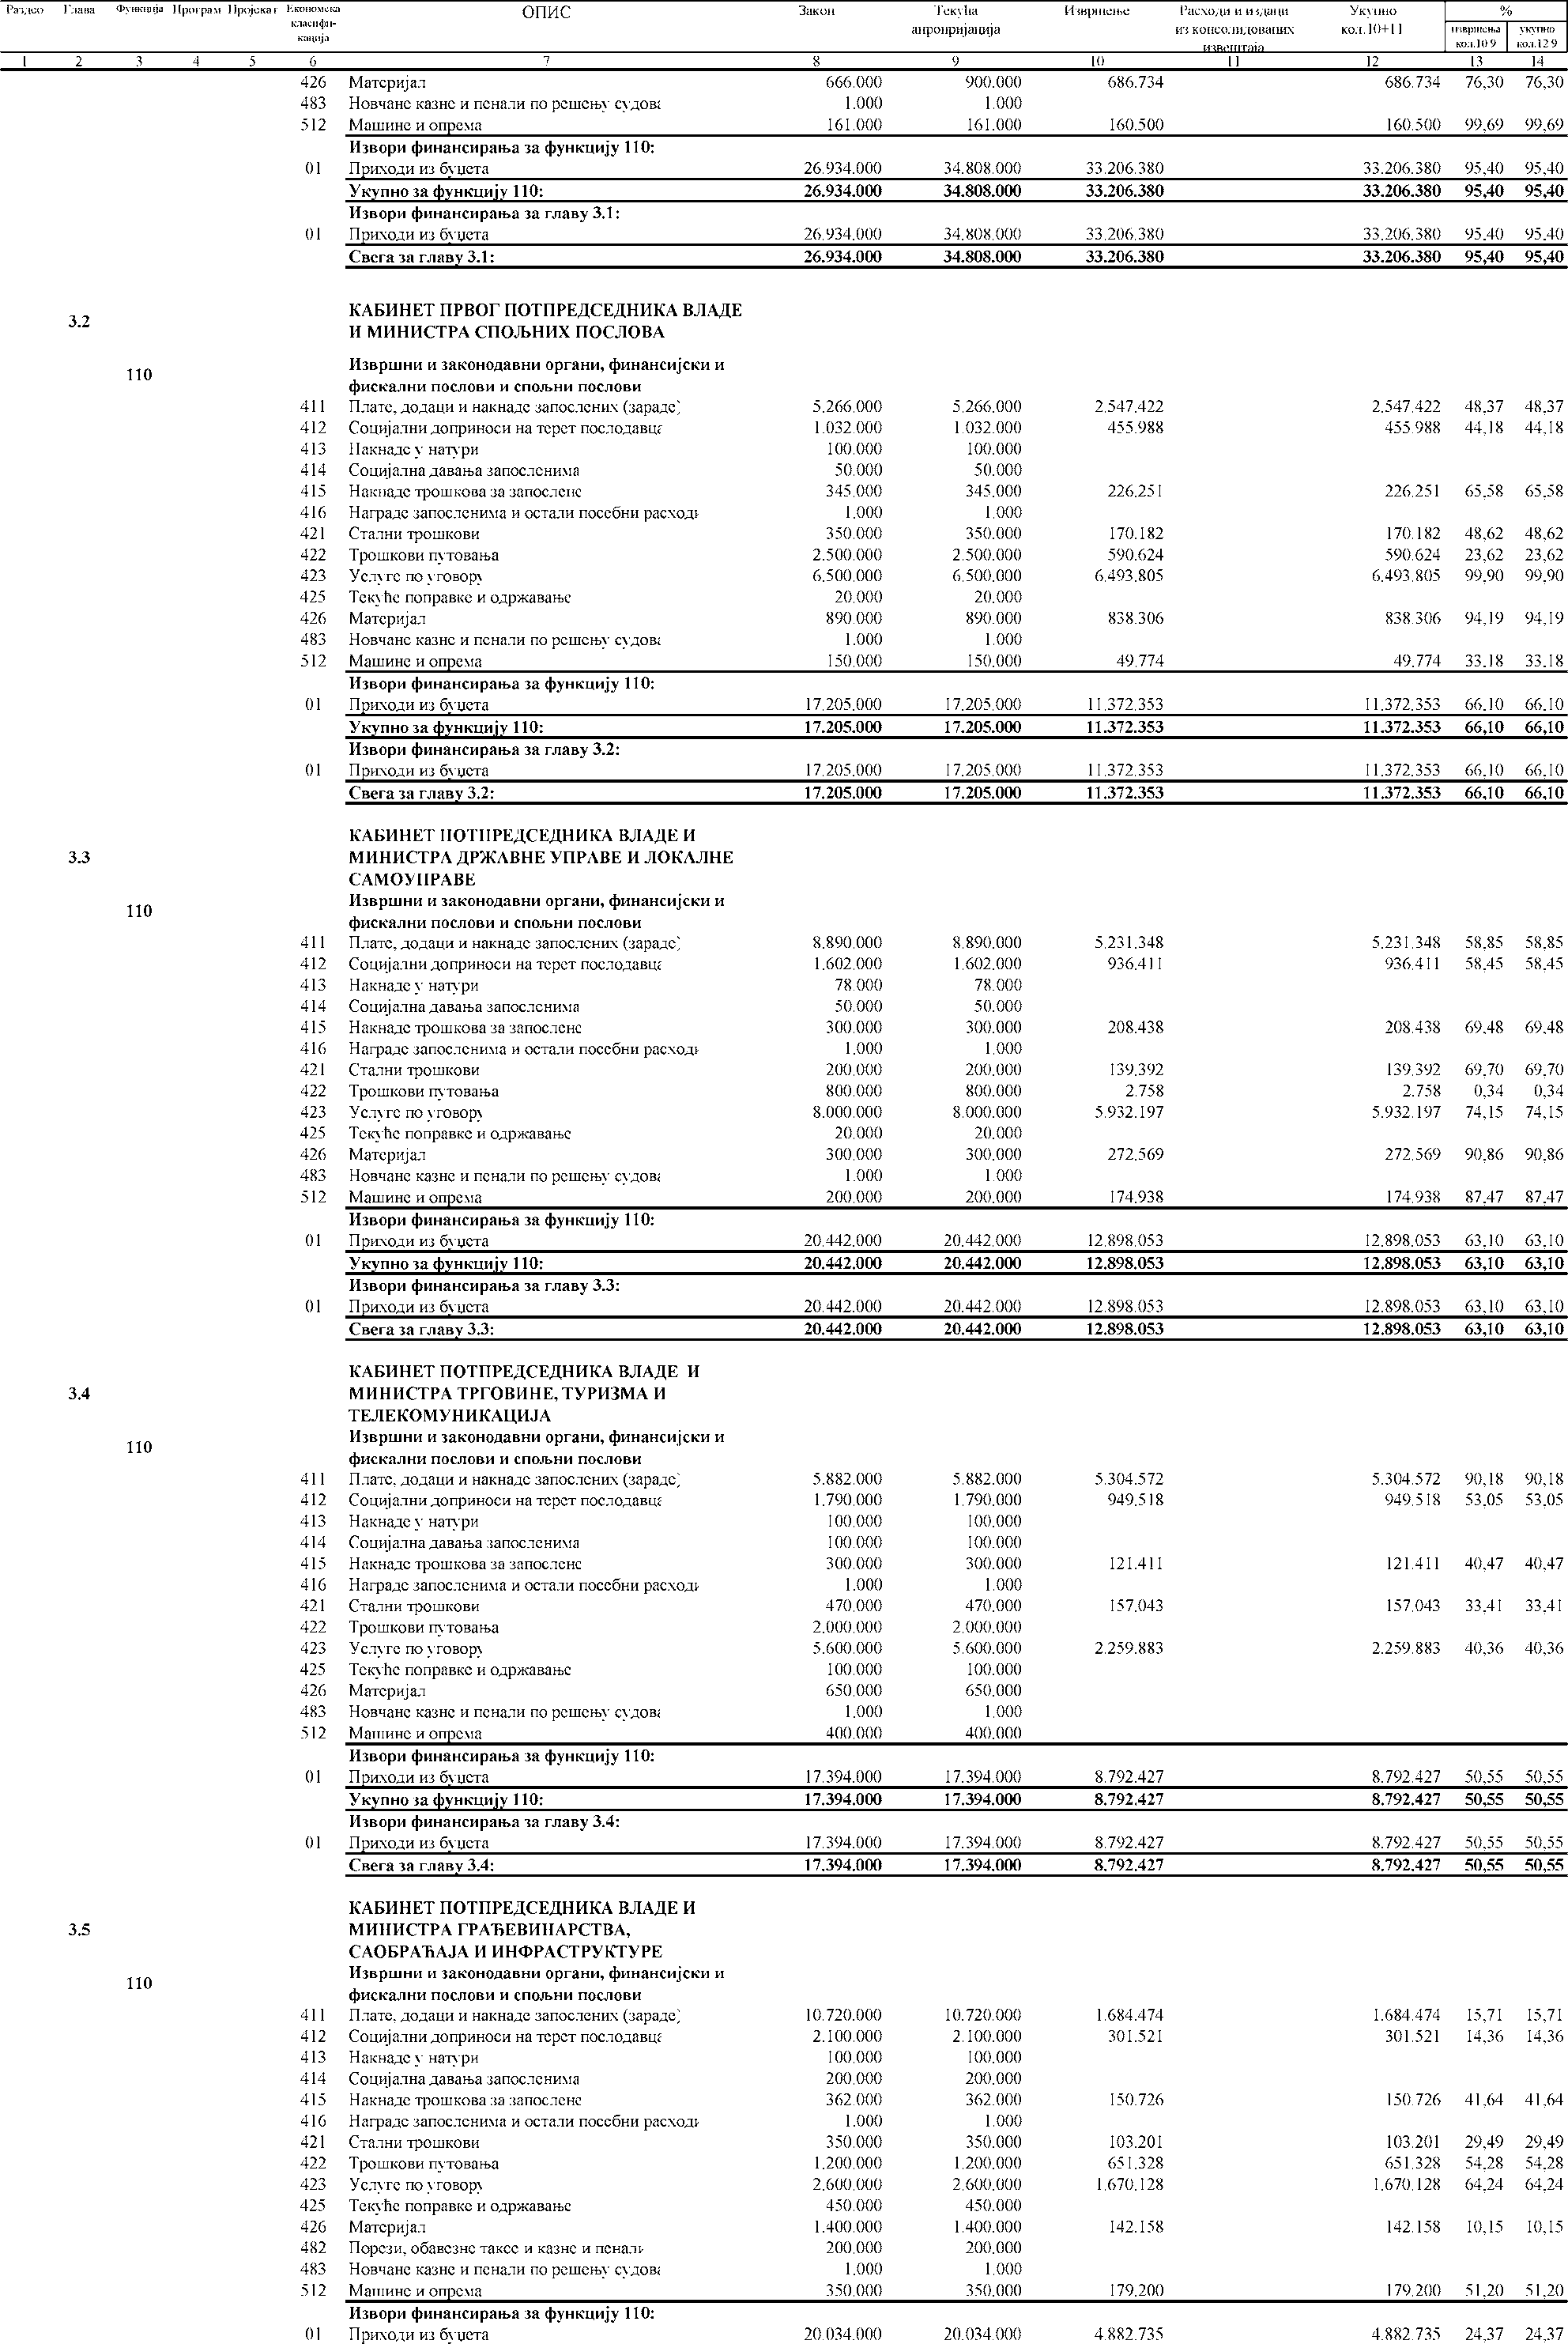 Раздео Глава Функција Програм Пројекат Економска класифи- кација ОПИС Закон Текућа апропријација Извршење Расходи и издаци из консолидованих извештаја Укупно кол.10+11 % извршења кол.10/9 укупно кол.12/9
1 2 3 4 5 6 7 8 9 10 11 12 13 14
426 Материјал 666.000 900.000 686.734 686.734 76,30 76,30
483 Новчане казне и пенали по решењу судова 1.000 1.000
512 Машине и опрема 161.000 161.000 160.500 160.500 99,69 99,69
Извори финансирања за функцију 110:
01 Приходи из буџета 26.934.000 34.808.000 33.206.380 33.206.380 95,40 95,40
Укупно за функцију 110: 26.934.000 34.808.000 33.206.380 33.206.380 95,40 95,40
Извори финансирања за главу 3.1:
01 Приходи из буџета 26.934.000 34.808.000 33.206.380 33.206.380 95,40 95,40
Свега за главу 3.1: 26.934.000 34.808.000 33.206.380 33.206.380 95,40 95,40
3.2 КАБИНЕТ ПРВОГ ПОТПРЕДСЕДНИКА ВЛАДЕ
И МИНИСТРА СПОЉНИХ ПОСЛОВА
110 Извршни и законодавни органи, финансијски и
фискални послови и спољни послови
411 Плате, додаци и накнаде запослених (зараде) 5.266.000 5.266.000 2.547.422 2.547.422 48,37 48,37
412 Социјални доприноси на терет послодавца 1.032.000 1.032.000 455.988 455.988 44,18 44,18
413 Накнаде у натури 100.000 100.000
414 Социјална давања запосленима 50.000 50.000
415 Накнаде трошкова за запослене 345.000 345.000 226.251 226.251 65,58 65,58
416 Награде запосленима и остали посебни расходи 1.000 1.000
421 Стални трошкови 350.000 350.000 170.182 170.182 48,62 48,62
422 Трошкови путовања 2.500.000 2.500.000 590.624 590.624 23,62 23,62
423 Услуге по уговору 6.500.000 6.500.000 6.493.805 6.493.805 99,90 99,90
425 Текуће поправке и одржавање 20.000 20.000
426 Материјал 890.000 890.000 838.306 838.306 94,19 94,19
483 Новчане казне и пенали по решењу судова 1.000 1.000
512 Машине и опрема 150.000 150.000 49.774 49.774 33,18 33,18
Извори финансирања за функцију 110:
01 Приходи из буџета 17.205.000 17.205.000 11.372.353 11.372.353 66,10 66,10
Укупно за функцију 110: 17.205.000 17.205.000 11.372.353 11.372.353 66,10 66,10
Извори финансирања за главу 3.2:
01 Приходи из буџета 17.205.000 17.205.000 11.372.353 11.372.353 66,10 66,10
Свега за главу 3.2: 17.205.000 17.205.000 11.372.353 11.372.353 66,10 66,10
КАБИНЕТ ПОТПРЕДСЕДНИКА ВЛАДЕ И
3.3 МИНИСТРА ДРЖАВНЕ УПРАВЕ И ЛОКАЛНЕ
САМОУПРАВЕ
110 Извршни и законодавни органи, финансијски и
фискални послови и спољни послови
411 Плате, додаци и накнаде запослених (зараде) 8.890.000 8.890.000 5.231.348 5.231.348 58,85 58,85
412 Социјални доприноси на терет послодавца 1.602.000 1.602.000 936.411 936.411 58,45 58,45
413 Накнаде у натури 78.000 78.000
414 Социјална давања запосленима 50.000 50.000
415 Накнаде трошкова за запослене 300.000 300.000 208.438 208.438 69,48 69,48
416 Награде запосленима и остали посебни расходи 1.000 1.000
421 Стални трошкови 200.000 200.000 139.392 139.392 69,70 69,70
422 Трошкови путовања 800.000 800.000 2.758 2.758 0,34 0,34
423 Услуге по уговору 8.000.000 8.000.000 5.932.197 5.932.197 74,15 74,15
425 Текуће поправке и одржавање 20.000 20.000
426 Материјал 300.000 300.000 272.569 272.569 90,86 90,86
483 Новчане казне и пенали по решењу судова 1.000 1.000
512 Машине и опрема 200.000 200.000 174.938 174.938 87,47 87,47
Извори финансирања за функцију 110:
01 Приходи из буџета 20.442.000 20.442.000 12.898.053 12.898.053 63,10 63,10
Укупно за функцију 110: 20.442.000 20.442.000 12.898.053 12.898.053 63,10 63,10
Извори финансирања за главу 3.3:
01 Приходи из буџета 20.442.000 20.442.000 12.898.053 12.898.053 63,10 63,10
Свега за главу 3.3: 20.442.000 20.442.000 12.898.053 12.898.053 63,10 63,10
КАБИНЕТ ПОТПРЕДСЕДНИКА ВЛАДЕ И
3.4 МИНИСТРА ТРГОВИНЕ, ТУРИЗМА И
ТЕЛЕКОМУНИКАЦИЈА
110 Извршни и законодавни органи, финансијски и
фискални послови и спољни послови
411 Плате, додаци и накнаде запослених (зараде) 5.882.000 5.882.000 5.304.572 5.304.572 90,18 90,18
412 Социјални доприноси на терет послодавца 1.790.000 1.790.000 949.518 949.518 53,05 53,05
413 Накнаде у натури 100.000 100.000
414 Социјална давања запосленима 100.000 100.000
415 Накнаде трошкова за запослене 300.000 300.000 121.411 121.411 40,47 40,47
416 Награде запосленима и остали посебни расходи 1.000 1.000
421 Стални трошкови 470.000 470.000 157.043 157.043 33,41 33,41
422 Трошкови путовања 2.000.000 2.000.000
423 Услуге по уговору 5.600.000 5.600.000 2.259.883 2.259.883 40,36 40,36
425 Текуће поправке и одржавање 100.000 100.000
426 Материјал 650.000 650.000
483 Новчане казне и пенали по решењу судова 1.000 1.000
512 Машине и опрема 400.000 400.000
Извори финансирања за функцију 110:
01 Приходи из буџета 17.394.000 17.394.000 8.792.427 8.792.427 50,55 50,55
Укупно за функцију 110: 17.394.000 17.394.000 8.792.427 8.792.427 50,55 50,55
Извори финансирања за главу 3.4:
01 Приходи из буџета 17.394.000 17.394.000 8.792.427 8.792.427 50,55 50,55
Свега за главу 3.4: 17.394.000 17.394.000 8.792.427 8.792.427 50,55 50,55
КАБИНЕТ ПОТПРЕДСЕДНИКА ВЛАДЕ И
3.5 МИНИСТРА ГРАЂЕВИНАРСТВА,
САОБРАЋАЈА И ИНФРАСТРУКТУРЕ
110 Извршни и законодавни органи, финансијски и
фискални послови и спољни послови
411 Плате, додаци и накнаде запослених (зараде) 10.720.000 10.720.000 1.684.474 1.684.474 15,71 15,71
412 Социјални доприноси на терет послодавца 2.100.000 2.100.000 301.521 301.521 14,36 14,36
413 Накнаде у натури 100.000 100.000
414 Социјална давања запосленима 200.000 200.000
415 Накнаде трошкова за запослене 362.000 362.000 150.726 150.726 41,64 41,64
416 Награде запосленима и остали посебни расходи 1.000 1.000
421 Стални трошкови 350.000 350.000 103.201 103.201 29,49 29,49
422 Трошкови путовања 1.200.000 1.200.000 651.328 651.328 54,28 54,28
423 Услуге по уговору 2.600.000 2.600.000 1.670.128 1.670.128 64,24 64,24
425 Текуће поправке и одржавање 450.000 450.000
426 Материјал 1.400.000 1.400.000 142.158 142.158 10,15 10,15
482 Порези, обавезне таксе и казне и пенали 200.000 200.000
483 Новчане казне и пенали по решењу судова 1.000 1.000
512 Машине и опрема 350.000 350.000 179.200 179.200 51,20 51,20
Извори финансирања за функцију 110:
01 Приходи из буџета 20.034.000 20.034.000 4.882.735 4.882.735 24,37 24,37